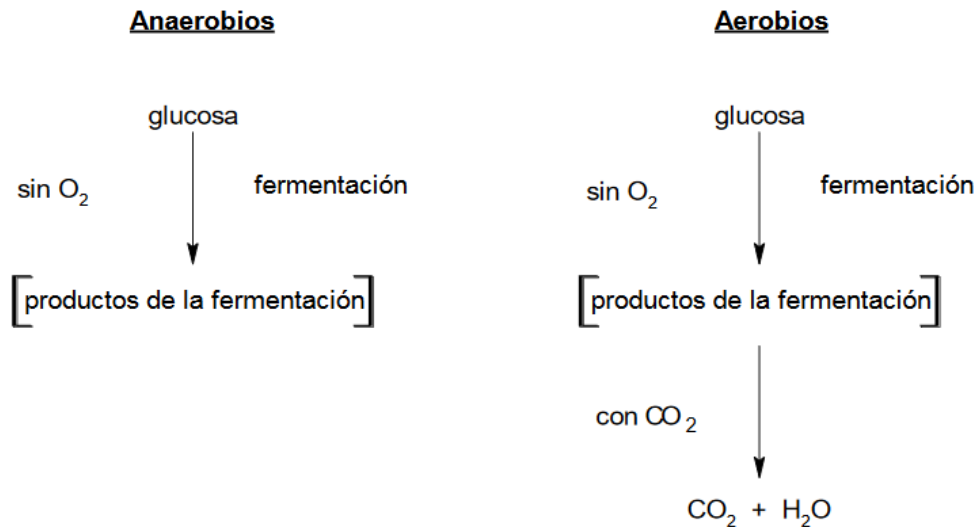 Anaerobios
glucosa
sin O₂
fermentación
[productos de la fermentación]
Aerobios
glucosa
sin O₂
fermentación
[productos de la fermentación]
con CO₂
CO₂ + H₂O